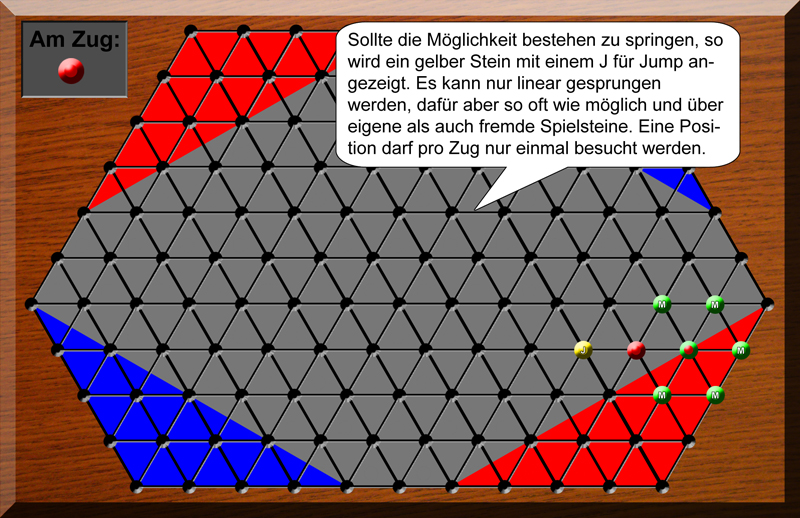 Am Zug:
Sollte die Möglichkeit bestehen zu springen, so
wird ein gelber Stein mit einem J für Jump an-
gezeigt. Es kann nur linear gesprungen
werden, dafür aber so oft wie möglich und über
eigene als auch fremde Spielsteine. Eine Posi-
tion darf pro Zug nur einmal besucht werden.
M M
J M
M M